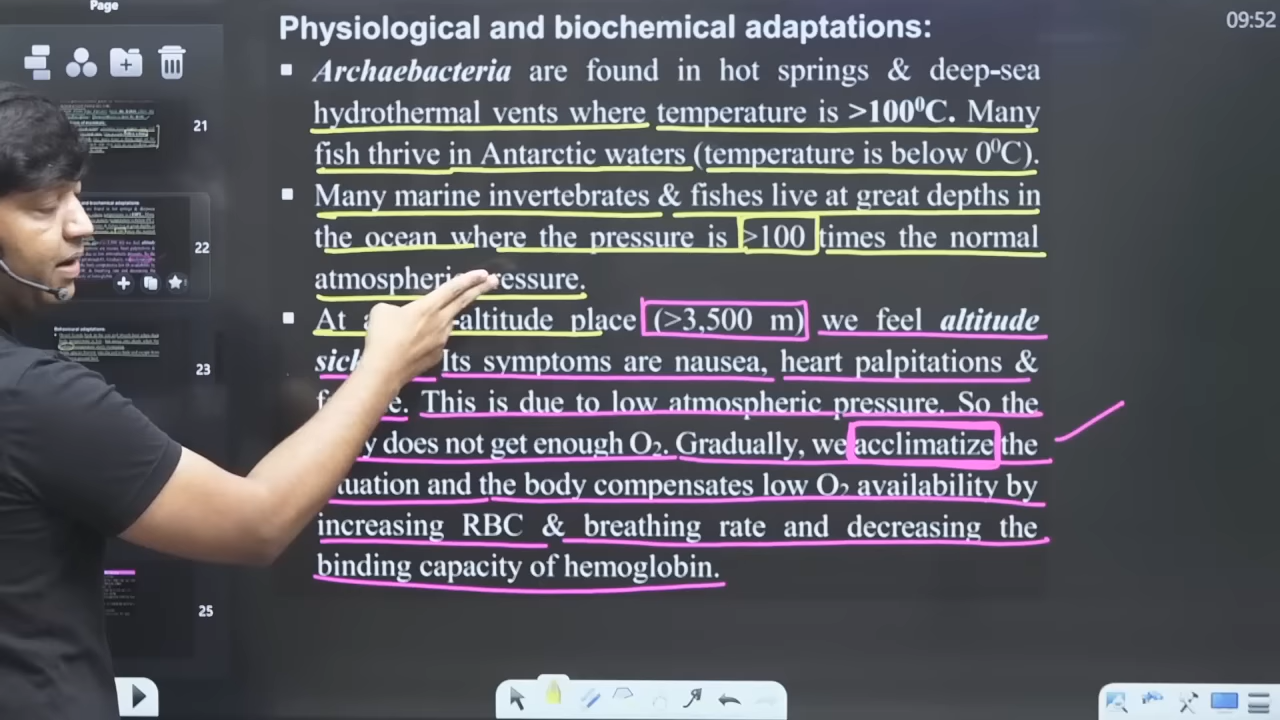 Page
09:52
Physiological and biochemical adaptations:
Archaebacteria are found in hot springs & deep-sea
hydrothermal vents where temperature is >100⁰C. Many
fish thrive in Antarctic waters (temperature is below 0⁰C).
Many marine invertebrates & fishes live at great depths in
the ocean where the pressure is >100 times the normal
atmospheric pressure.
At a -altitude place (>3,500 m) we feel altitude
Its symptoms are nausea, heart palpitations &
This is due to low atmospheric pressure. So the
does not get enough O₂. Gradually, we acclimatize the
and the body compensates low O₂ availability by
increasing RBC & breathing rate and decreasing the
binding capacity of hemoglobin.
21
22
23
25